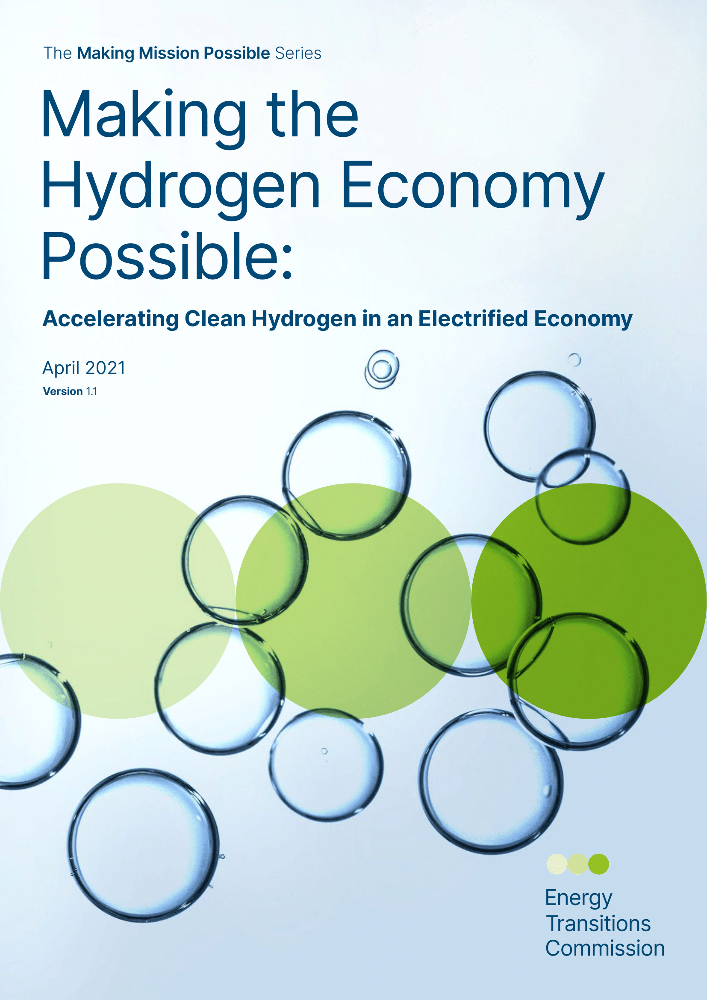 The Making Mission Possible Series
Making the
Hydrogen Economy
Possible:
Accelerating Clean Hydrogen in an Electrified Economy
April 2021
Version 1.1
Energy
Transitions
Commission